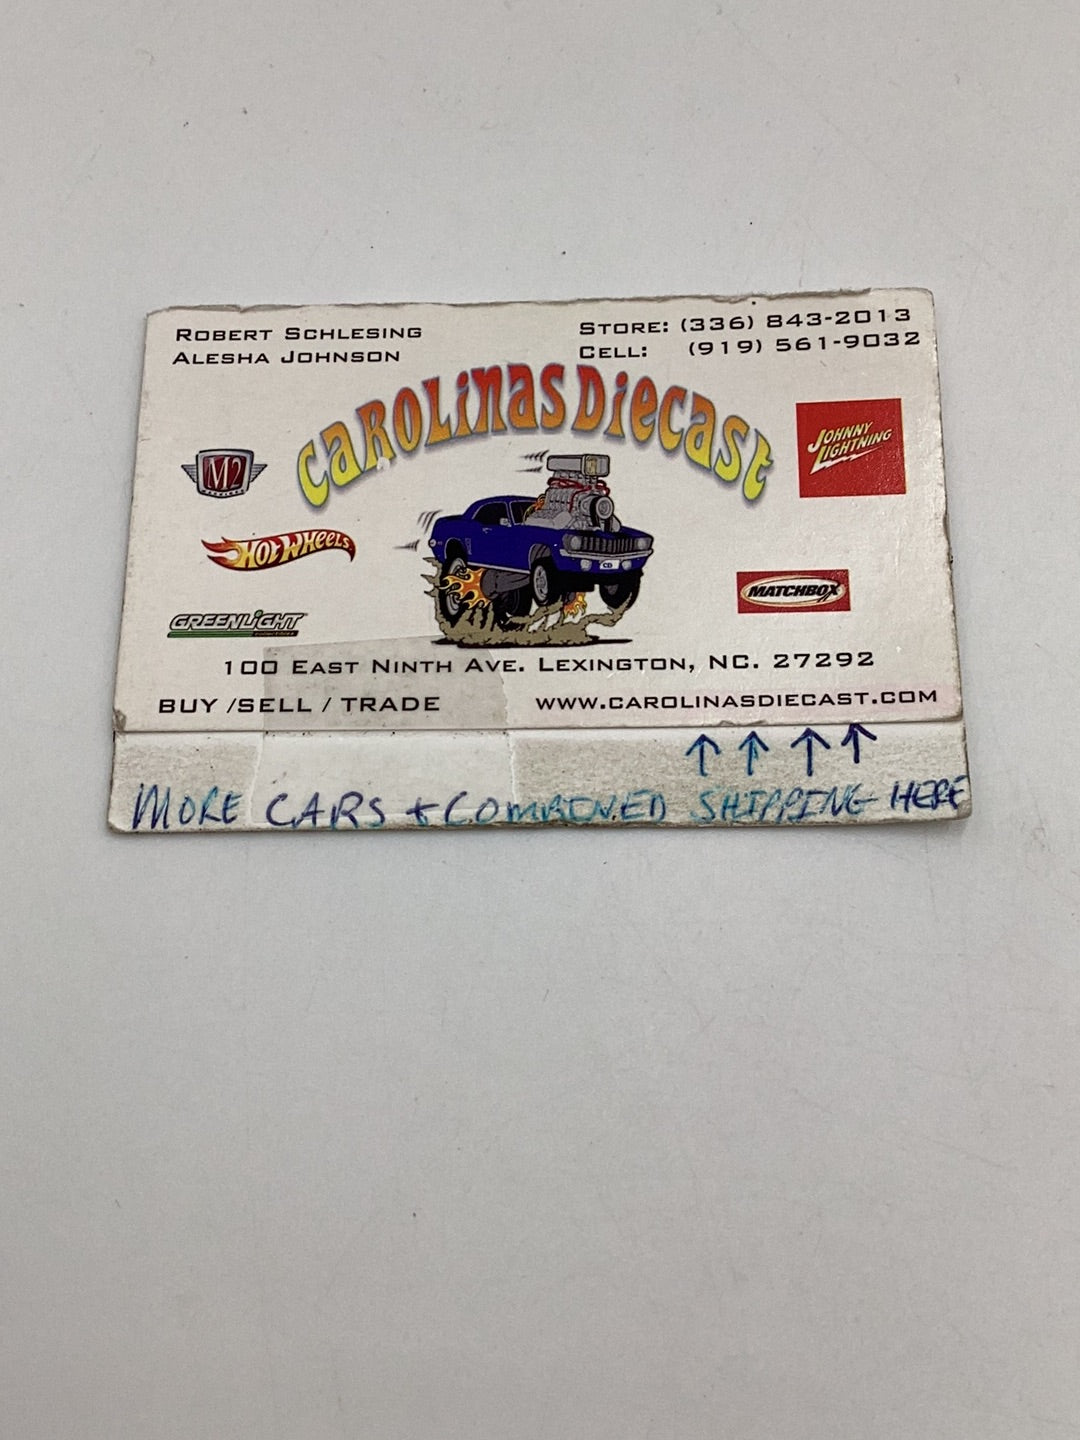 ROBERT SCHLESING
ALESHA JOHNSON
STORE: (336) 843-2013
CELL: (919) 561-9032
CAROLINAS DIECAST
M2
JOHNNY LIGHTNING
HOT WHEELS
CD
MATCHBOX
GREENLIGHT
collectibles
100 EAST NINTH AVE. LEXINGTON, NC. 27292
BUY /SELL / TRADE
WWW.CAROLINASDIECAST.COM
MORE CARS + COMBINED SHIPPING HERE